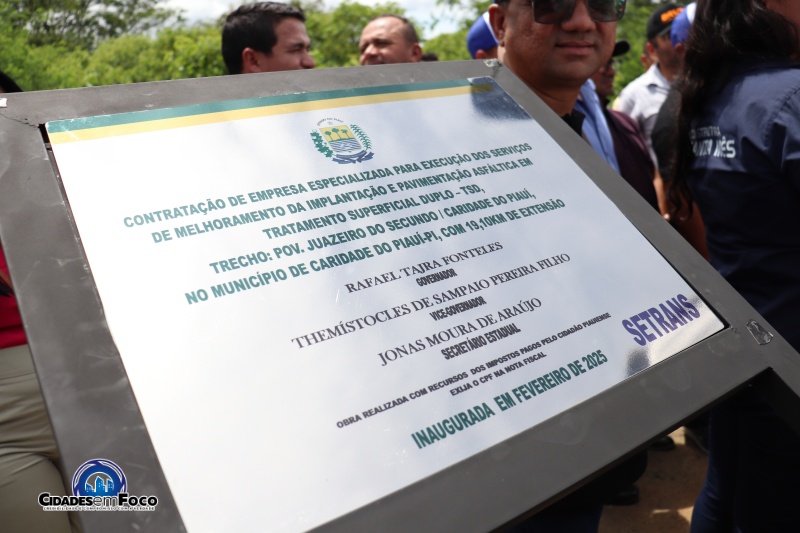 CONTRATAÇÃO DE EMPRESA ESPECIALIZADA PARA EXECUÇÃO DOS SERVIÇOS
DE MELHORAMENTO DA IMPLANTAÇÃO E PAVIMENTAÇÃO ASFÁLTICA EM
TRATAMENTO SUPERFICIAL DUPLO - TSD,
TRECHO: POV. JUAZEIRO DO SEGUNDO / CARIDADE DO PIAUÍ,
NO MUNICÍPIO DE CARIDADE DO PIAUÍ-PI, COM 19,10KM DE EXTENSÃO
RAFAEL TAJRA FONTELES
GOVERNADOR
THEMÍSTOCLES DE SAMPAIO PEREIRA FILHO
VICE-GOVERNADOR
JONAS MOURA DE ARAÚJO
SECRETÁRIO ESTADUAL
SETRANS
OBRA REALIZADA COM RECURSOS DOS IMPOSTOS PAGOS PELO CIDADÃO PIAUIENSE
EXIJA O CPF NA NOTA FISCAL
INAUGURADA EM FEVEREIRO DE 2025
CIDADES EM FOCO